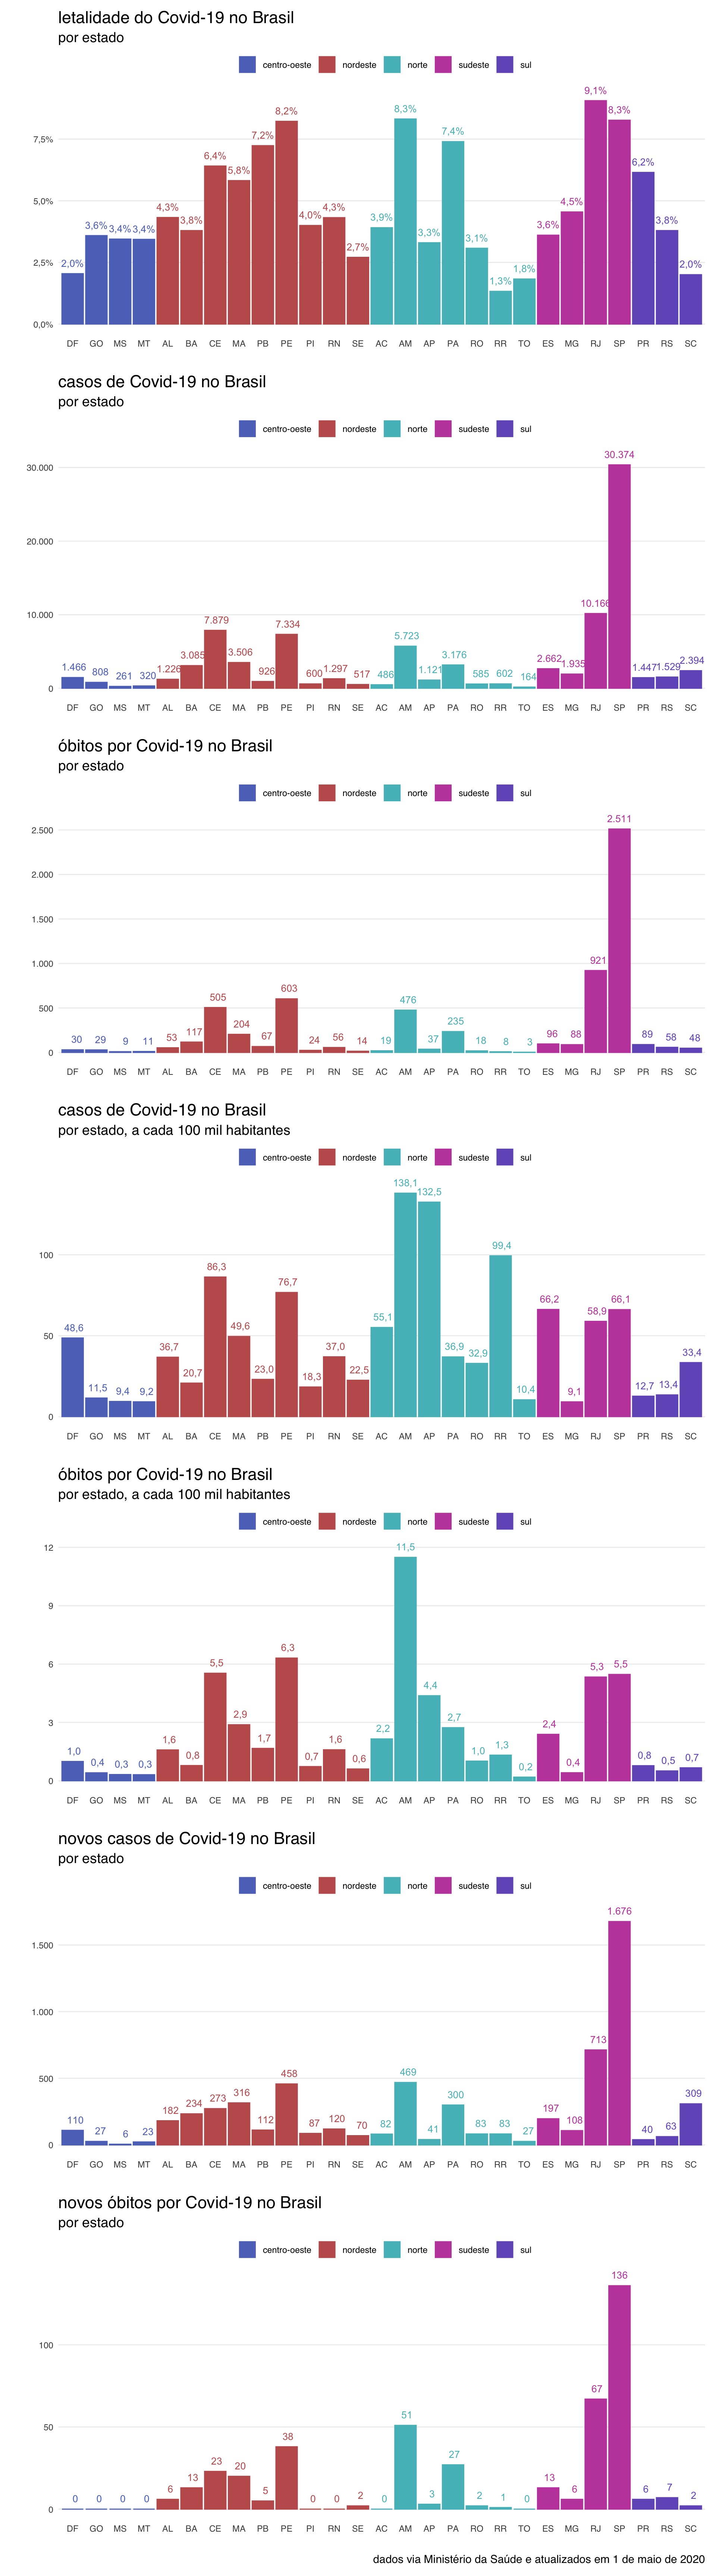 letalidade do Covid-19 no Brasil
por estado
centro-oeste nordeste norte sudeste sul
9,1%
8,3% 8,3%
8,2%
7,5% 7,2% 7,4%
6,4% 6,2%
5,8%
5,0%
4,3% 4,3% 4,5%
3,6% 3,4% 3,4% 3,8% 4,0% 3,9% 3,3% 3,1% 3,6% 3,8%
2,5% 2,0% 2,7% 1,3% 1,8% 2,0%
0,0%
DF GO MS MT AL BA CE MA PB PE PI RN SE AC AM AP PA RO RR TO ES MG RJ SP PR RS SC
casos de Covid-19 no Brasil
por estado
centro-oeste nordeste norte sudeste sul
30.374
30.000
20.000
10.000
1.466 808 261 320 1.226 3.085 7.879 3.506 926 7.334 600 1.297 517 486 5.723 1.121 3.176 585 602 164 2.662 1.935 10.166 1.447 1.529 2.394
0
DF GO MS MT AL BA CE MA PB PE PI RN SE AC AM AP PA RO RR TO ES MG RJ SP PR RS SC
óbitos por Covid-19 no Brasil
por estado
centro-oeste nordeste norte sudeste sul
2.511
2.500
2.000
1.500
1.000
500
30 29 9 11 53 117 505 204 67 603 24 56 14 19 476 37 235 18 8 3 96 88 921 89 58 48
0
DF GO MS MT AL BA CE MA PB PE PI RN SE AC AM AP PA RO RR TO ES MG RJ SP PR RS SC
casos de Covid-19 no Brasil
por estado, a cada 100 mil habitantes
centro-oeste nordeste norte sudeste sul
100
50
48,6 11,5 9,4 9,2 36,7 20,7 86,3 49,6 23,0 76,7 18,3 37,0 22,5 55,1 138,1 132,5 36,9 32,9 99,4 10,4 66,2 9,1 58,9 66,1 12,7 13,4 33,4
0
DF GO MS MT AL BA CE MA PB PE PI RN SE AC AM AP PA RO RR TO ES MG RJ SP PR RS SC
óbitos por Covid-19 no Brasil
por estado, a cada 100 mil habitantes
centro-oeste nordeste norte sudeste sul
12
9
6
3
1,0 0,4 0,3 0,3 1,6 0,8 5,5 2,9 1,7 6,3 0,7 1,6 0,6 2,2 11,5 4,4 2,7 1,0 1,3 0,2 2,4 0,4 5,3 5,5 0,8 0,5 0,7
0
DF GO MS MT AL BA CE MA PB PE PI RN SE AC AM AP PA RO RR TO ES MG RJ SP PR RS SC
novos casos de Covid-19 no Brasil
por estado
centro-oeste nordeste norte sudeste sul
1.500
1.000
500
110 27 6 23 182 234 273 316 112 458 87 120 70 82 469 41 300 83 83 27 197 108 713 1.676 40 63 309
0
DF GO MS MT AL BA CE MA PB PE PI RN SE AC AM AP PA RO RR TO ES MG RJ SP PR RS SC
novos óbitos por Covid-19 no Brasil
por estado
centro-oeste nordeste norte sudeste sul
100
50
0 0 0 0 6 13 23 20 5 38 0 0 2 0 51 3 27 2 1 0 13 6 67 136 6 7 2
0
DF GO MS MT AL BA CE MA PB PE PI RN SE AC AM AP PA RO RR TO ES MG RJ SP PR RS SC
dados via Ministério da Saúde e atualizados em 1 de maio de 2020